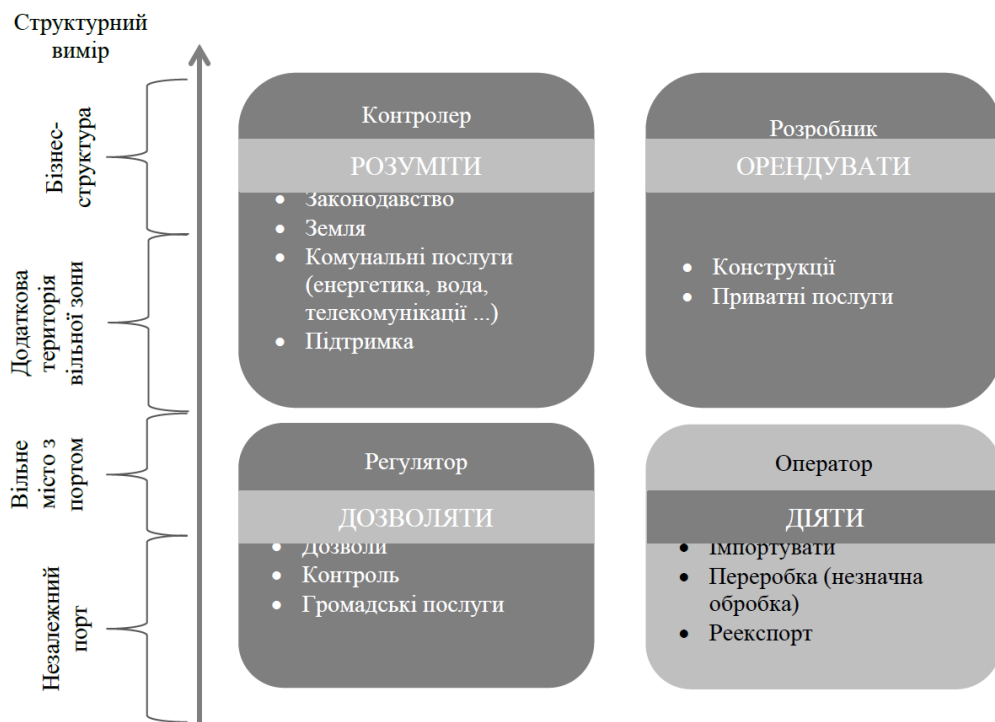 Структурний
вимір
Бізнес-
структура
Додаткова
територія
вільної зони
Вільне
місто з
портом
Незалежний
порт
Контролер
РОЗУМІТИ
• Законодавство
• Земля
• Комунальні послуги
(енергетика, вода,
телекомунікації ...)
• Підтримка
Розробник
ОРЕНДУВАТИ
• Конструкції
• Приватні послуги
Регулятор
ДОЗВОЛЯТИ
• Дозволи
• Контроль
• Громадські послуги
Оператор
ДІЯТИ
• Імпортувати
• Переробка (незначна
обробка)
• Реекспорт